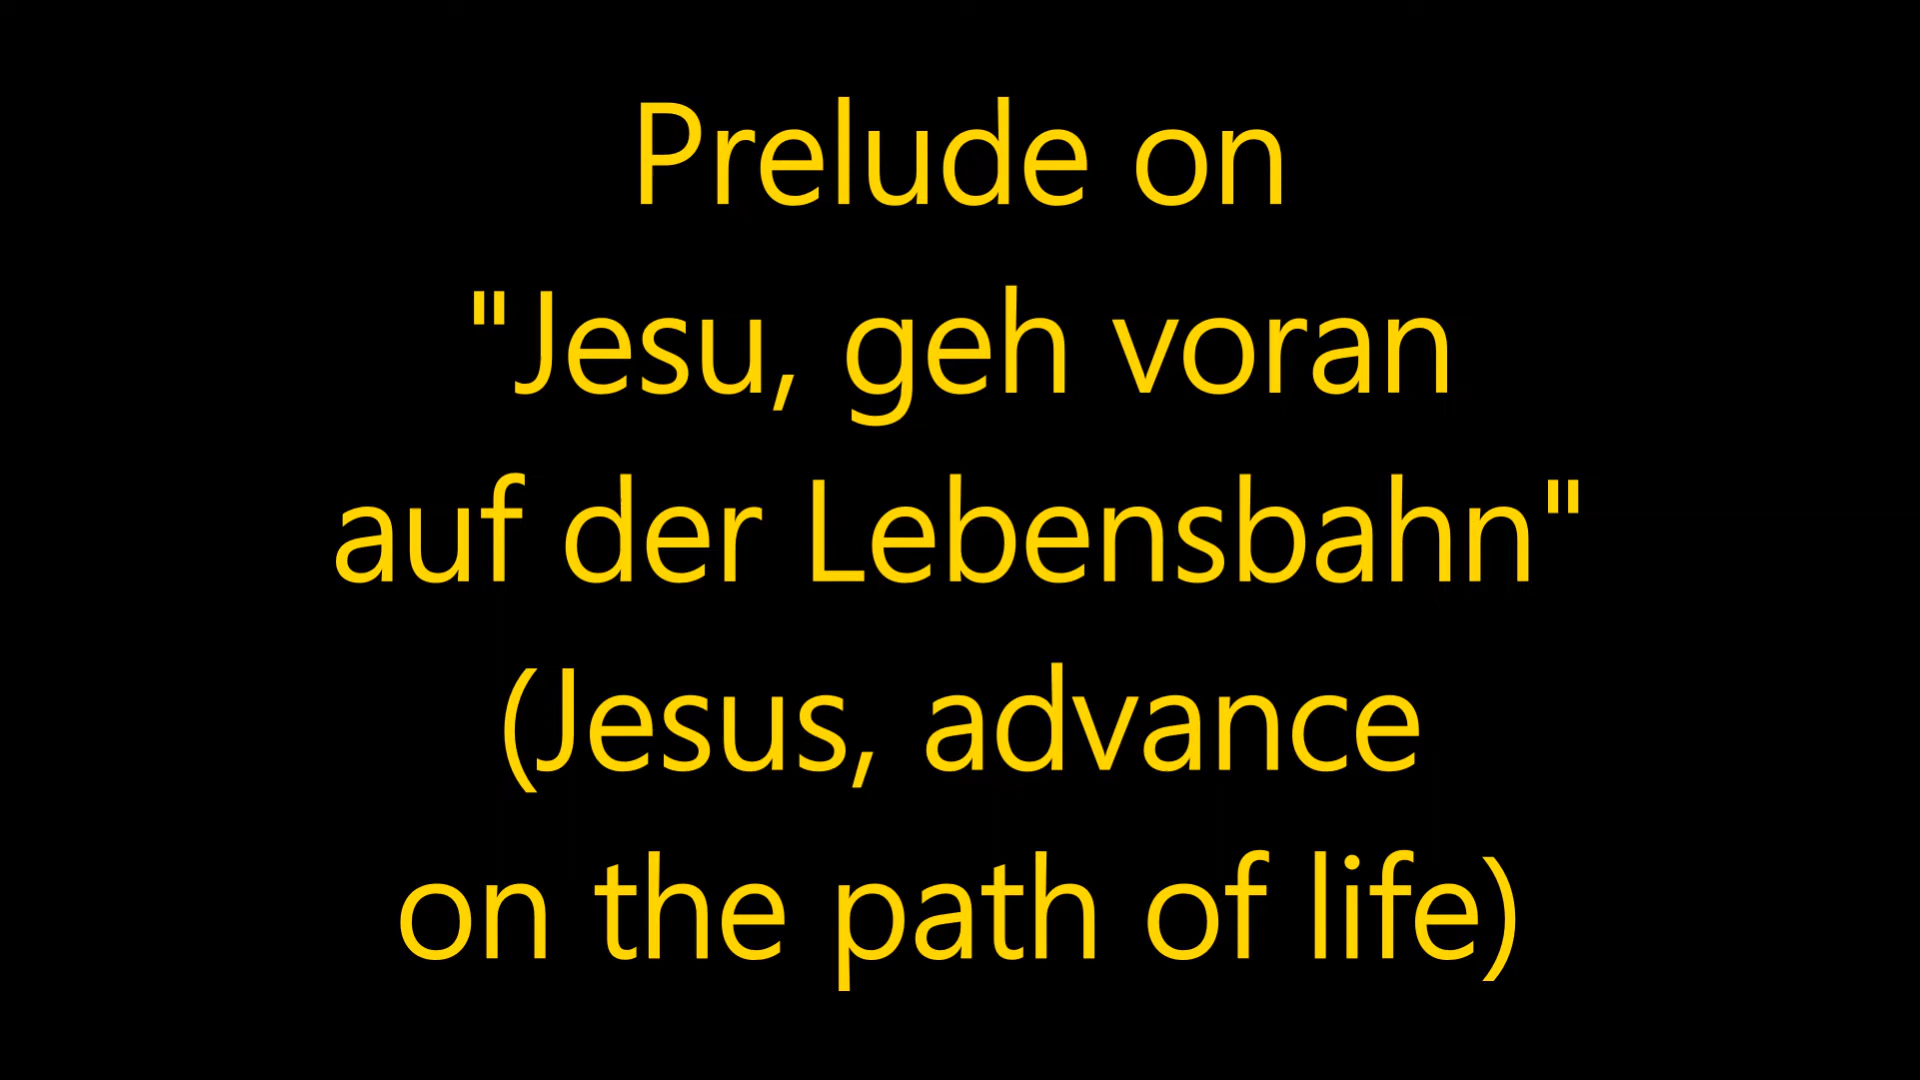 Prelude on
"Jesu, geh voran
auf der Lebensbahn"
(Jesus, advance
on the path of life)